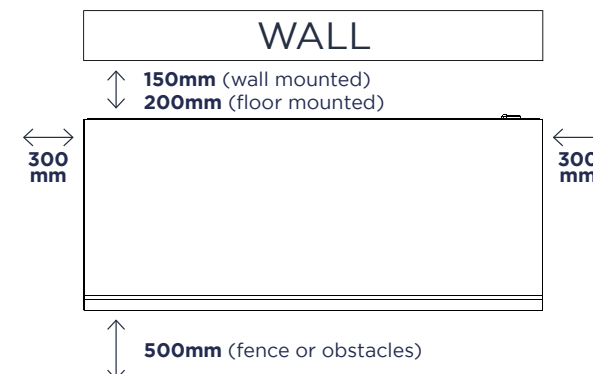 WALL
150mm (wall mounted)
200mm (floor mounted)
300
mm
300
mm
500mm (fence or obstacles)